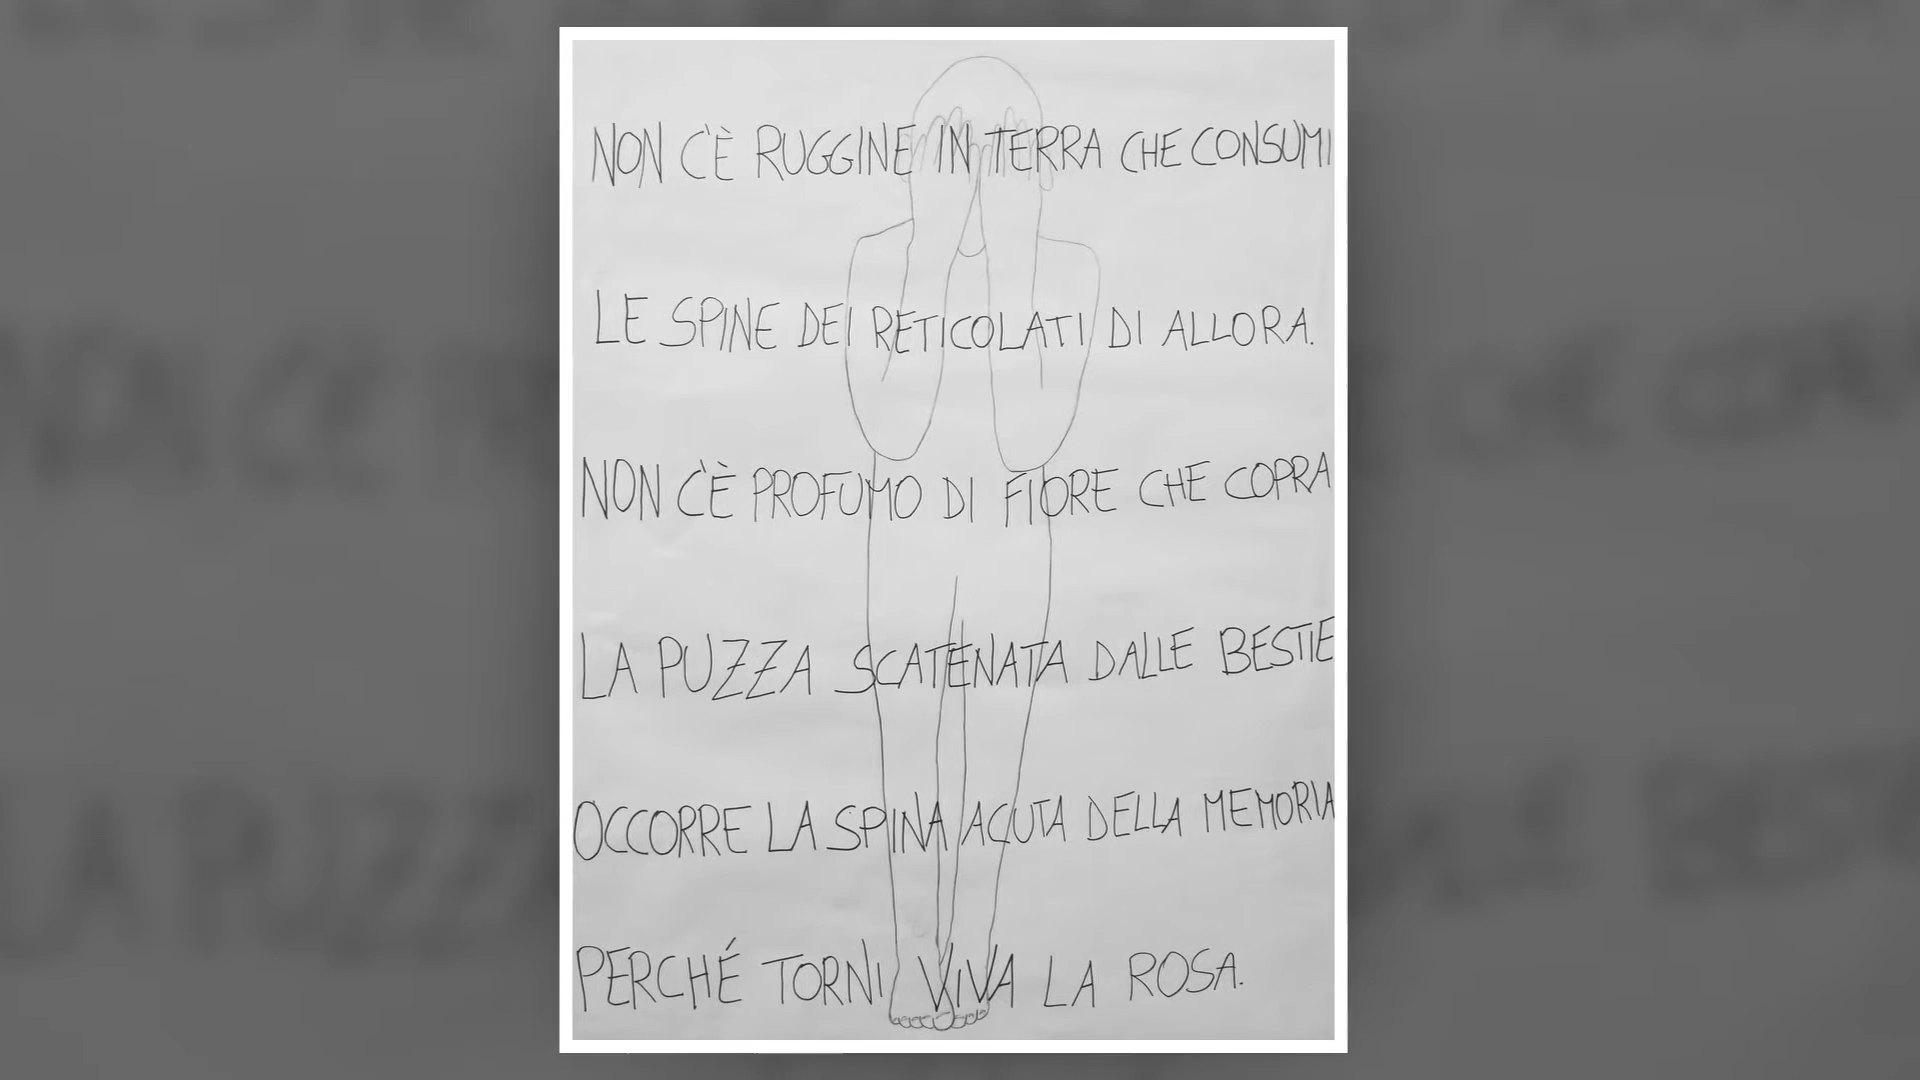 NON C'È RUGGINE IN TERRA CHE CONSUMI
LE SPINE DEI RETICOLATI DI ALLORA.
NON C'È PROFUMO DI FIORE CHE COPRA
LA PUZZA SCATENATA DALLE BESTIE
OCCORRE LA SPINA ACUTA DELLA MEMORIA
PERCHÉ TORNI VIVA LA ROSA.